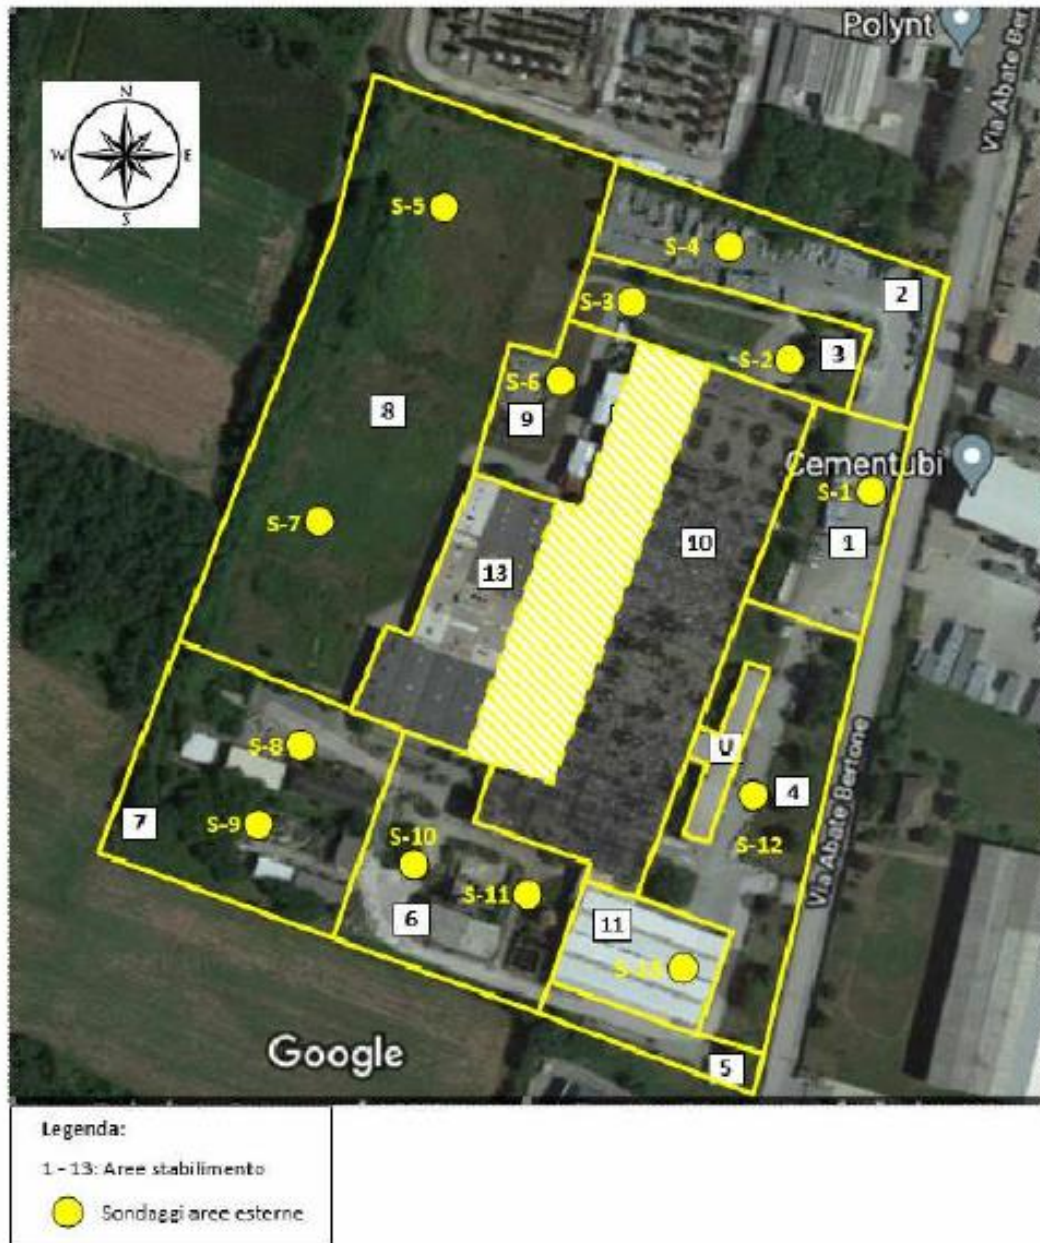 Polynt
Via Abate Ber
N
W
E
S
S-5
S-4
2
S-3
S-2
3
S-6
8
9
Cementubi
S-1
S-7
10
1
13
S-8
U
4
7
S-9
S-12
Via Abate Bertone
S-10
S-11
6
11
Google
5
Legenda:
1 - 13: Aree stabilimento
Sondaggi aree esterne